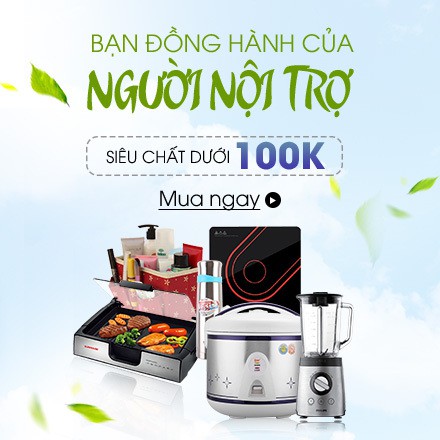 BẠN ĐỒNG HÀNH CỦA
NGƯỜI NỘI TRỢ
SIÊU CHẤT DƯỚI 100K
Mua ngay